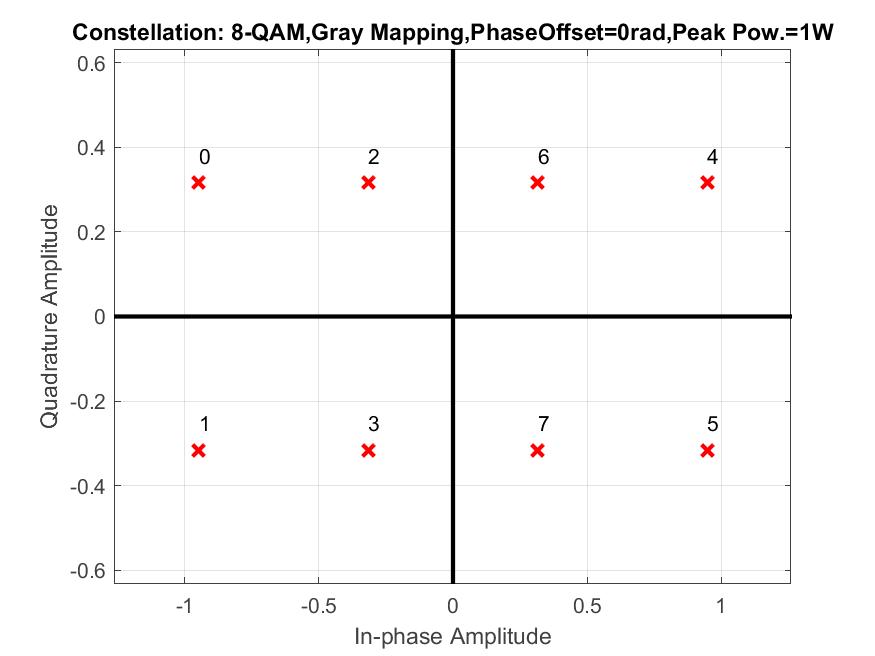 Constellation: 8-QAM,Gray Mapping,PhaseOffset=0rad,Peak Pow.=1W
0.6
0.4
0.2
0
-0.2
-0.4
-0.6
Quadrature Amplitude
0 2 6 4
1 3 7 5
-1 -0.5 0 0.5 1
In-phase Amplitude